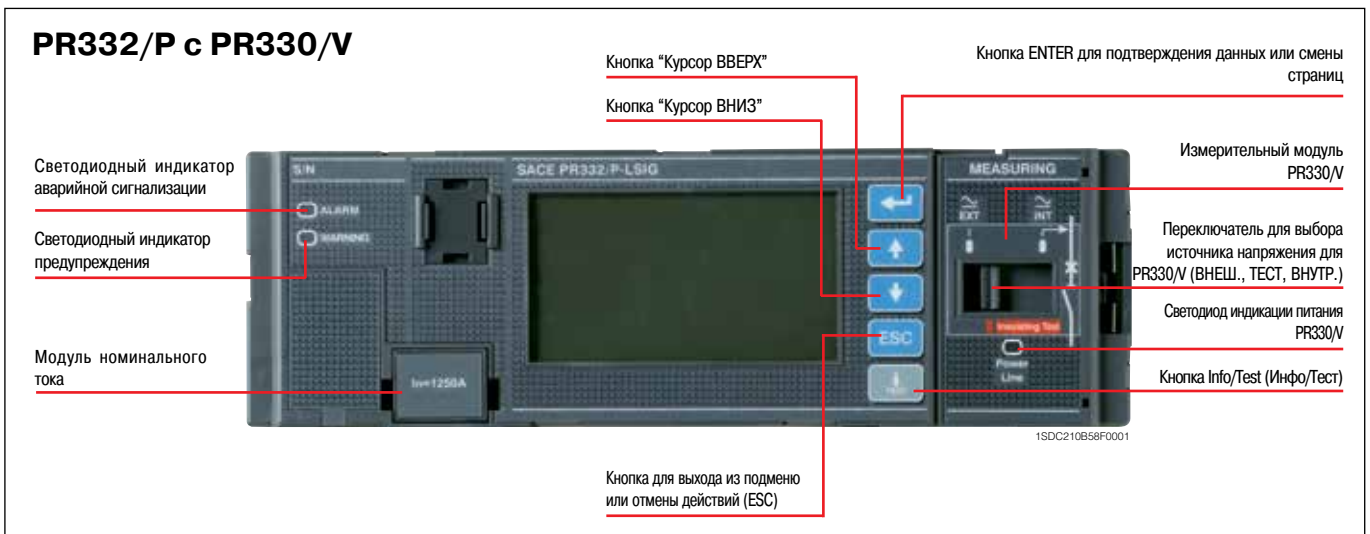 PR332/P с PR330/V
Кнопка “Курсор ВВЕРХ”
Кнопка ENTER для подтверждения данных или смены
страниц
Кнопка “Курсор ВНИЗ”
Светодиодный индикатор
аварийной сигнализации
Измерительный модуль
PR330/V
Светодиодный индикатор
предупреждения
Переключатель для выбора
источника напряжения для
PR330/V (ВНЕШ., ТЕСТ, ВНУТР.)
Светодиод индикации питания
PR330/V
Модуль номинального
тока
Кнопка Info/Test (Инфо/Тест)
Кнопка для выхода из подменю
или отмены действий (ESC)
S/N
ALARM
WARNING
In=1250A
SACE PR332/P-LSIG
ESC
MEASURING
EXT
INT
Insulating Test
Power
Line
1SDC210B58F0001